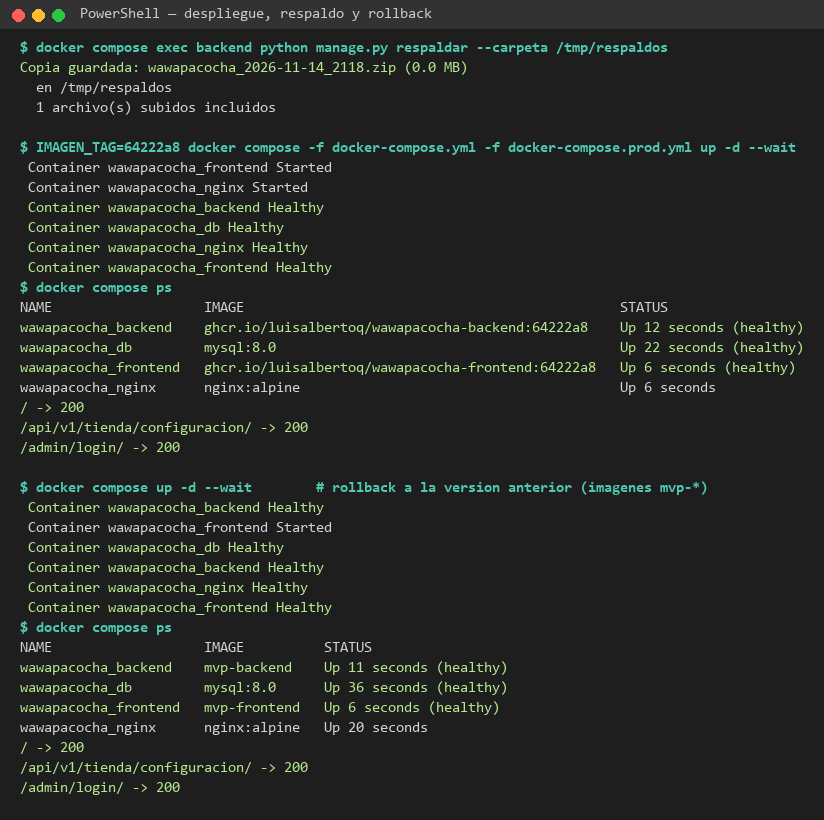 PowerShell — despliegue, respaldo y rollback
$ docker compose exec backend python manage.py respaldar --carpeta /tmp/respaldos
Copia guardada: wawapacocha_2026-11-14_2118.zip (0.0 MB)
  en /tmp/respaldos
  1 archivo(s) subidos incluidos
$ IMAGEN_TAG=64222a8 docker compose -f docker-compose.yml -f docker-compose.prod.yml up -d --wait
 Container wawapacocha_frontend Started
 Container wawapacocha_nginx Started
 Container wawapacocha_backend Healthy
 Container wawapacocha_db Healthy
 Container wawapacocha_nginx Healthy
 Container wawapacocha_frontend Healthy
$ docker compose ps
NAME                   IMAGE                                               STATUS
wawapacocha_backend    ghcr.io/luisalbertoq/wawapacocha-backend:64222a8    Up 12 seconds (healthy)
wawapacocha_db         mysql:8.0                                           Up 22 seconds (healthy)
wawapacocha_frontend   ghcr.io/luisalbertoq/wawapacocha-frontend:64222a8   Up 6 seconds (healthy)
wawapacocha_nginx      nginx:alpine                                        Up 6 seconds
/ -> 200
/api/v1/tienda/configuracion/ -> 200
/admin/login/ -> 200
$ docker compose up -d --wait        # rollback a la version anterior (imagenes mvp-*)
 Container wawapacocha_backend Healthy
 Container wawapacocha_frontend Started
 Container wawapacocha_db Healthy
 Container wawapacocha_backend Healthy
 Container wawapacocha_nginx Healthy
 Container wawapacocha_frontend Healthy
$ docker compose ps
NAME                   IMAGE          STATUS
wawapacocha_backend    mvp-backend    Up 11 seconds (healthy)
wawapacocha_db         mysql:8.0      Up 36 seconds (healthy)
wawapacocha_frontend   mvp-frontend   Up 6 seconds (healthy)
wawapacocha_nginx      nginx:alpine   Up 20 seconds
/ -> 200
/api/v1/tienda/configuracion/ -> 200
/admin/login/ -> 200